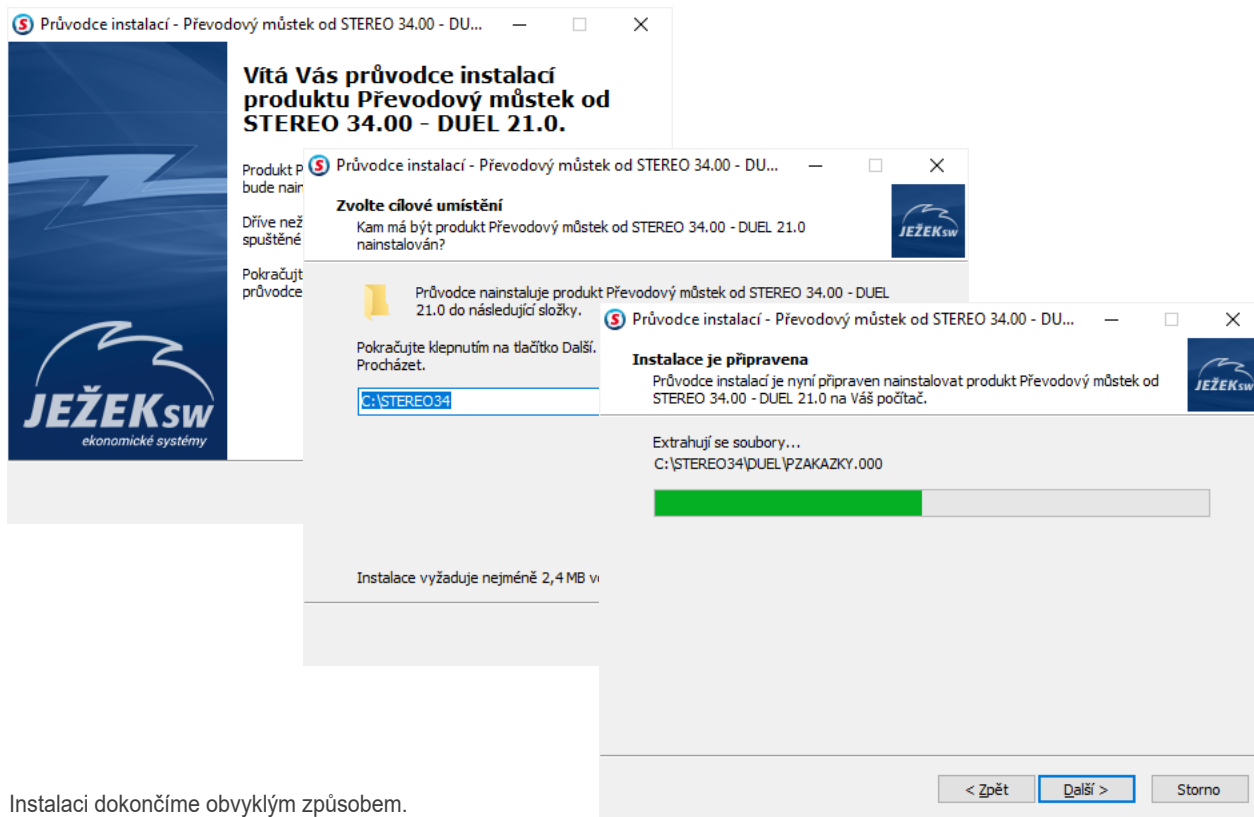 Průvodce instalací - Převodový můstek od STEREO 34.00 - DU...
Vítá Vás průvodce instalací
produktu Převodový můstek od
STEREO 34.00 - DUEL 21.0.
Produkt P
bude nain
Dříve než
spuštěné
Pokračujt
průvodce
JEŽEKSW
ekonomické systémy
Průvodce instalací - Převodový můstek od STEREO 34.00 - DU...
Zvolte cílové umístění
Kam má být produkt Převodový můstek od STEREO 34.00 - DUEL 21.0
nainstalován?
JEŽEKSW
Průvodce nainstaluje produkt Převodový můstek od STEREO 34.00 - DUEL
21.0 do následující složky.
Pokračujte klepnutím na tlačítko Další.
Procházet.
C:\STEREO34
Instalace vyžaduje nejméně 2,4 MB v
Průvodce instalací - Převodový můstek od STEREO 34.00 - DU...
Instalace je připravena
Průvodce instalací je nyní připraven nainstalovat produkt Převodový můstek od
STEREO 34.00 - DUEL 21.0 na Váš počítač.
JEŽEKSW
Extrahují se soubory...
C:\STEREO34\DUEL\PZAKAZKY.000
< Zpět
Další >
Storno
Instalaci dokončíme obvyklým způsobem.